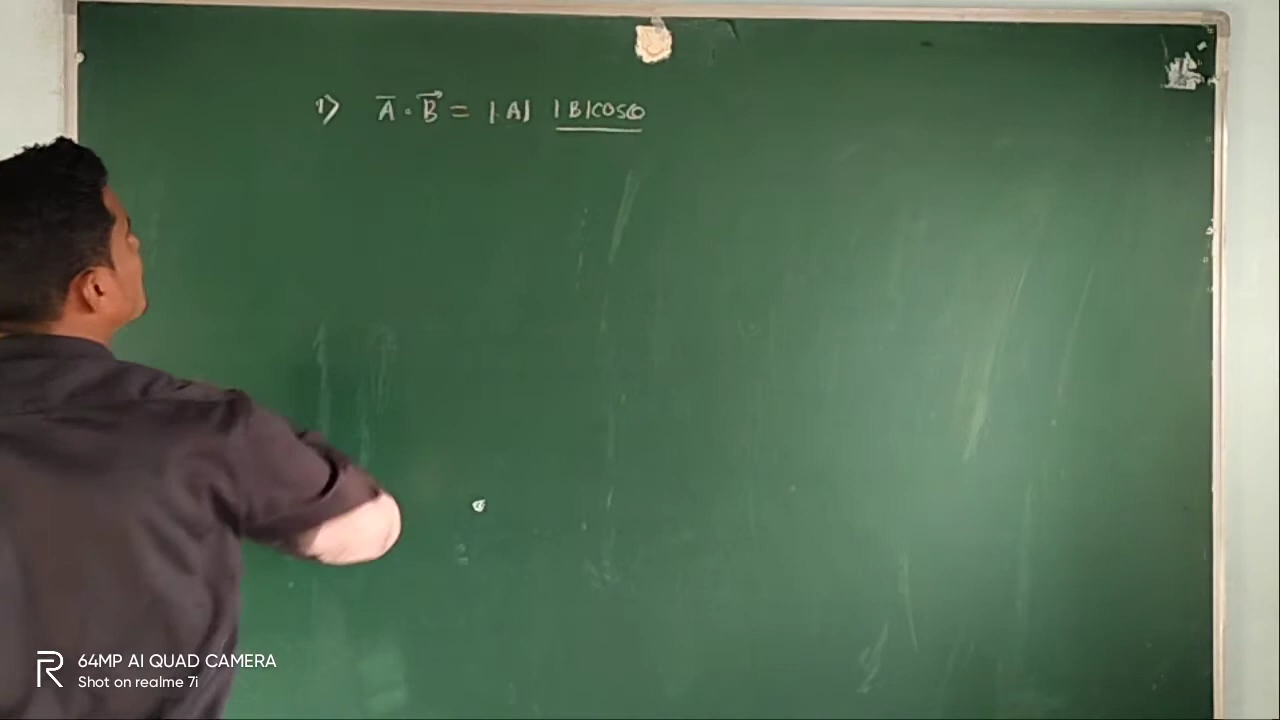 1) A̅ · B⃗ = |A| |B|cosθ
64MP AI QUAD CAMERA
Shot on realme 7i